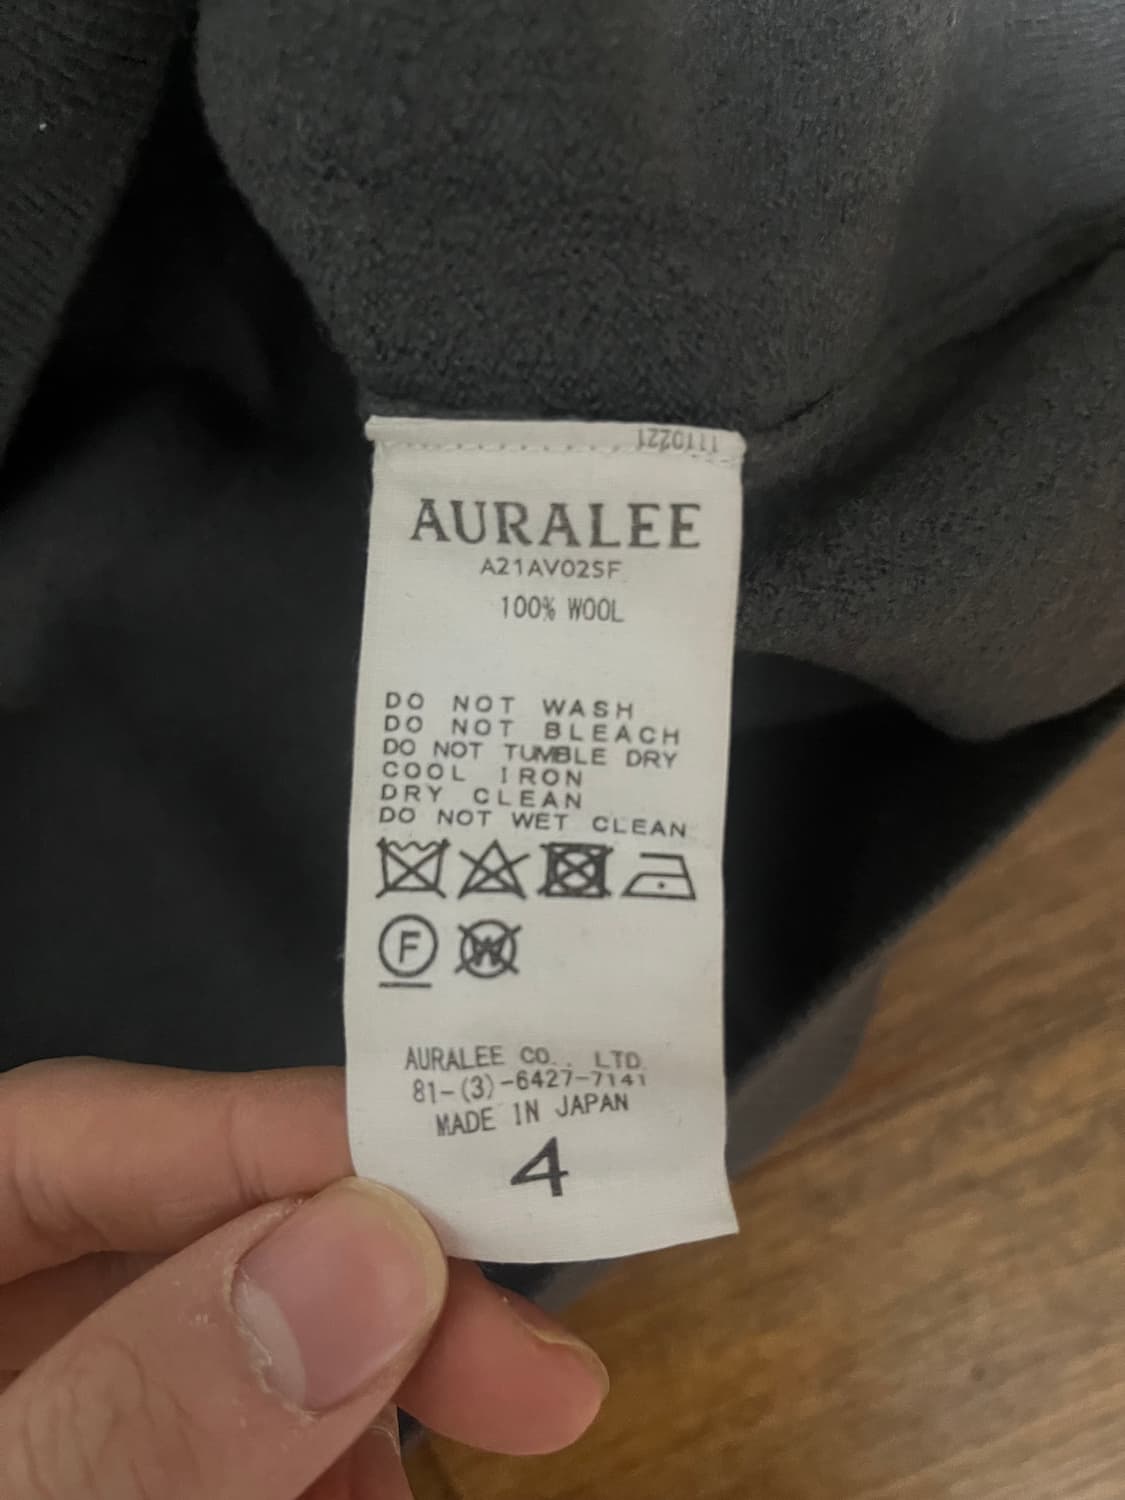 1110221
AURALEE
A21AV02SF
100% WOOL
DO NOT WASH
DO NOT BLEACH
DO NOT TUMBLE DRY
COOL IRON
DRY CLEAN
DO NOT WET CLEAN
F W
AURALEE CO., LTD.
81-(3)-6427-7141
MADE IN JAPAN
4